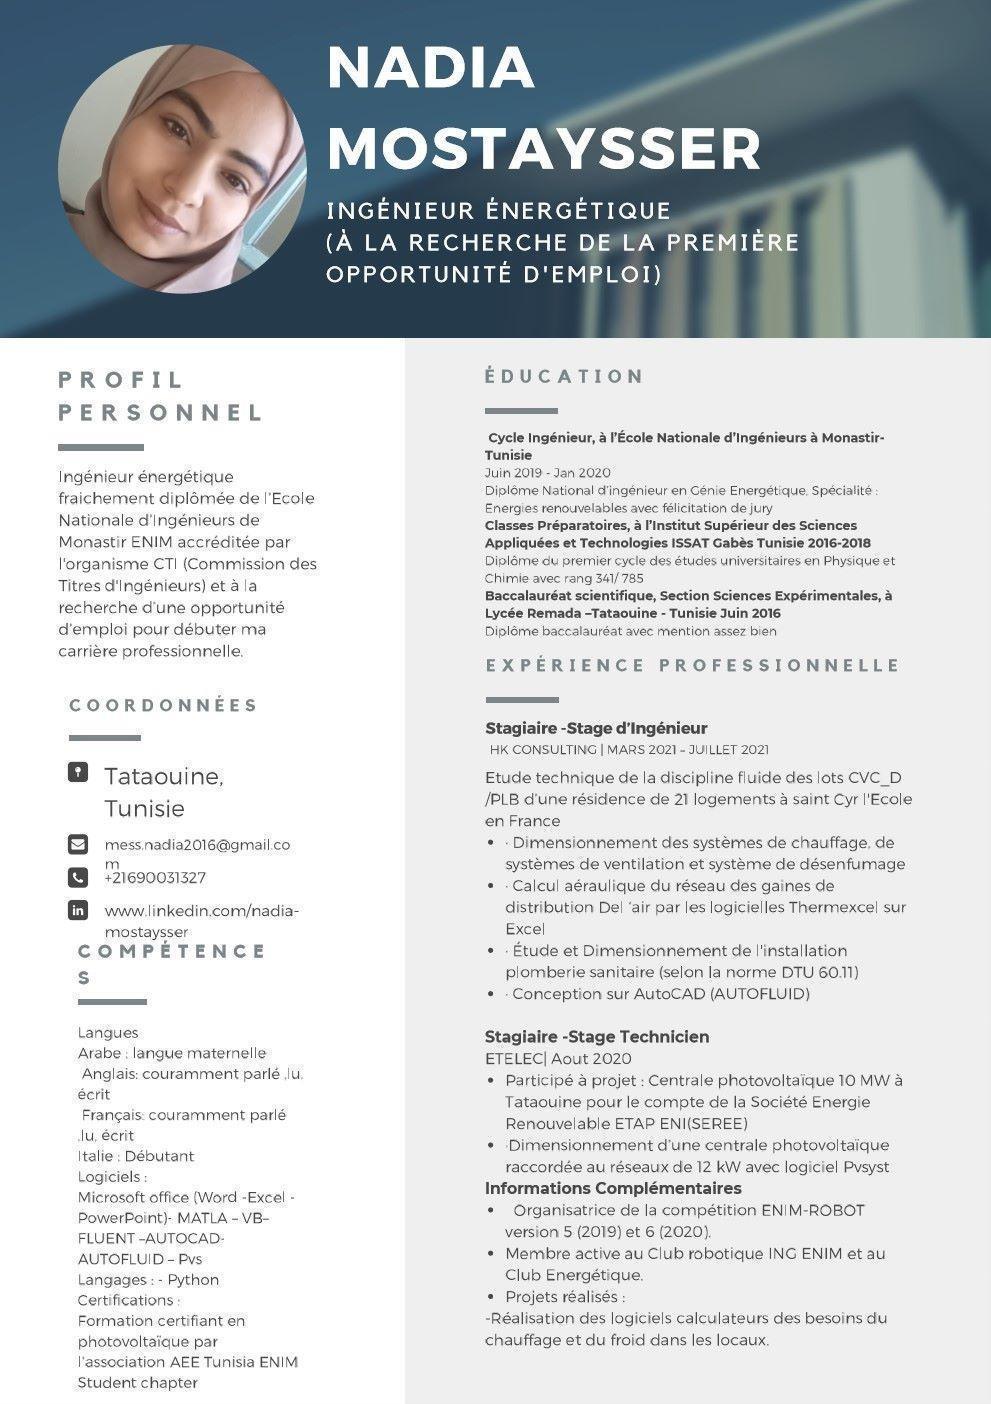 NADIA
MOSTAYSSER
INGÉNIEUR ÉNERGÉTIQUE
(À LA RECHERCHE DE LA PREMIÈRE
OPPORTUNITÉ D'EMPLOI)
PROFIL
PERSONNEL
Ingénieur énergétique
fraichement diplômée de l'Ecole
Nationale d'Ingénieurs de
Monastir ENIM accréditée par
l'organisme CTI (Commission des
Titres d'Ingénieurs) et à la
recherche d'une opportunité
d'emploi pour débuter ma
carrière professionnelle.
COORDONNÉES
Tataouine,
Tunisie
mess.nadia2016@gmail.co
m
+21690031327
www.linkedin.com/nadia-
mostaysser
COMPÉTENCE
S
Langues
Arabe : langue maternelle
Anglais: couramment parlé ,lu,
écrit
Français: couramment parlé
,lu, écrit
Italie : Débutant
Logiciels :
Microsoft office (Word -Excel -
PowerPoint)- MATLA – VB–
FLUENT –AUTOCAD-
AUTOFLUID – Pvs
Langages : - Python
Certifications :
Formation certifiant en
photovoltaïque par
l'association AEE Tunisia ENIM
Student chapter
ÉDUCATION
Cycle Ingénieur, à l'École Nationale d'Ingénieurs à Monastir-
Tunisie
Juin 2019 - Jan 2020
Diplôme National d'ingénieur en Génie Energétique, Spécialité :
Energies renouvelables avec félicitation de jury
Classes Préparatoires, à l'Institut Supérieur des Sciences
Appliquées et Technologies ISSAT Gabès Tunisie 2016-2018
Diplôme du premier cycle des études universitaires en Physique et
Chimie avec rang 341/ 785
Baccalauréat scientifique, Section Sciences Expérimentales, à
Lycée Remada –Tataouine - Tunisie Juin 2016
Diplôme baccalauréat avec mention assez bien
EXPÉRIENCE PROFESSIONNELLE
Stagiaire -Stage d'Ingénieur
HK CONSULTING | MARS 2021 – JUILLET 2021
Etude technique de la discipline fluide des lots CVC_D
/PLB d'une résidence de 21 logements à saint Cyr l'Ecole
en France
• · Dimensionnement des systèmes de chauffage, de
systèmes de ventilation et système de désenfumage
• · Calcul aéraulique du réseau des gaines de
distribution Del 'air par les logicielles Thermexcel sur
Excel
• · Étude et Dimensionnement de l'installation
plomberie sanitaire (selon la norme DTU 60.11)
• · Conception sur AutoCAD (AUTOFLUID)
Stagiaire -Stage Technicien
ETELEC| Aout 2020
• Participé à projet : Centrale photovoltaïque 10 MW à
Tataouine pour le compte de la Société Energie
Renouvelable ETAP ENI(SEREE)
• ·Dimensionnement d'une centrale photovoltaïque
raccordée au réseaux de 12 kW avec logiciel Pvsyst
Informations Complémentaires
• Organisatrice de la compétition ENIM-ROBOT
version 5 (2019) et 6 (2020).
• Membre active au Club robotique ING ENIM et au
Club Energétique.
• Projets réalisés :
-Réalisation des logiciels calculateurs des besoins du
chauffage et du froid dans les locaux.